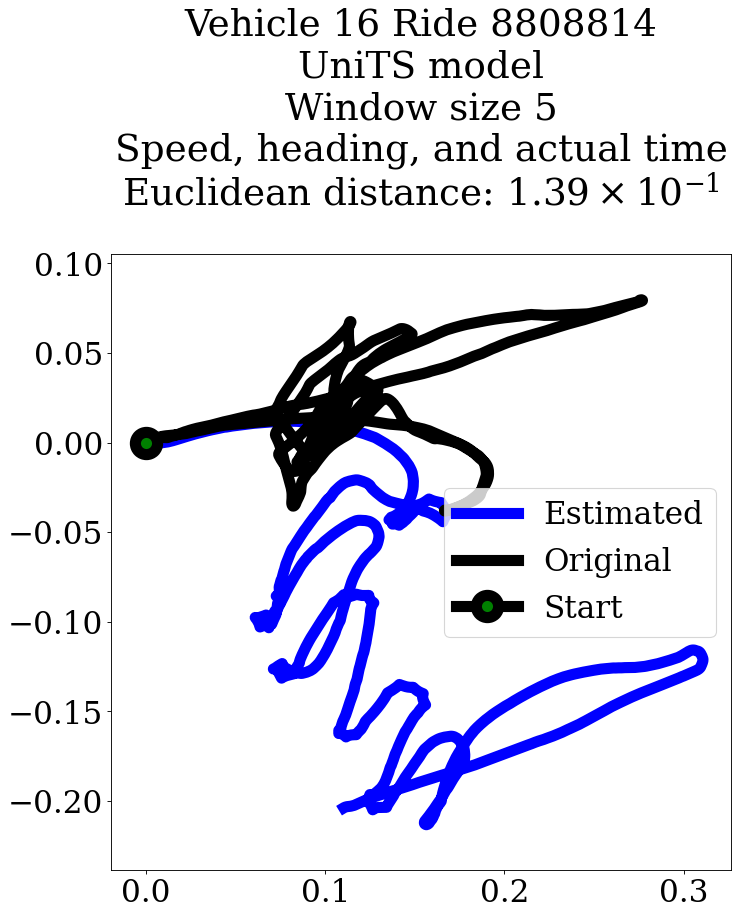 Vehicle 16 Ride 8808814
UniTS model
Window size 5
Speed, heading, and actual time
Euclidean distance: 1.39 × 10⁻¹
0.10
0.05
0.00
−0.05
−0.10
−0.15
−0.20
Estimated
Original
Start
0.0 0.1 0.2 0.3